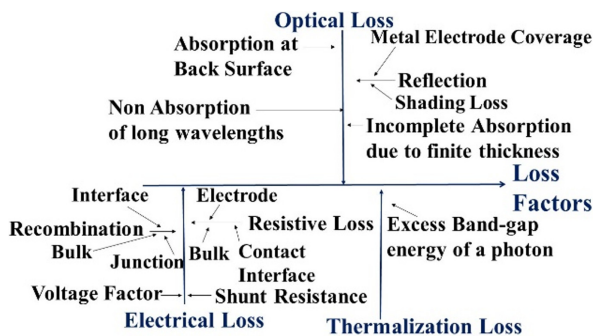 Optical Loss
Absorption at
Back Surface
Metal Electrode Coverage
Reflection
Shading Loss
Non Absorption
of long wavelengths
Incomplete Absorption
due to finite thickness
Loss
Factors
Interface
Electrode
Recombination
Resistive Loss
Bulk
Junction
Bulk
Contact
Interface
Excess Band-gap
energy of a photon
Voltage Factor
Shunt Resistance
Electrical Loss
Thermalization Loss